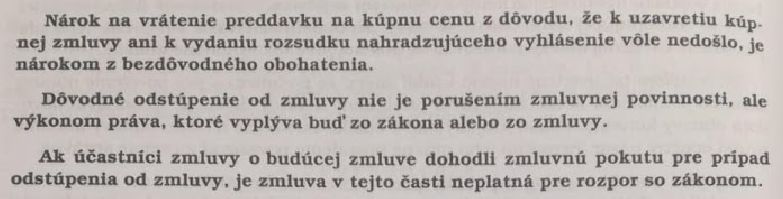 Nárok na vrátenie preddavku na kúpnu cenu z dôvodu, že k uzavretiu kúp-
nej zmluvy ani k vydaniu rozsudku nahradzujúceho vyhlásenie vôle nedošlo, je
nárokom z bezdôvodného obohatenia.
Dôvodné odstúpenie od zmluvy nie je porušením zmluvnej povinnosti, ale
výkonom práva, ktoré vyplýva buď zo zákona alebo zo zmluvy.
Ak účastníci zmluvy o budúcej zmluve dohodli zmluvnú pokutu pre prípad
odstúpenia od zmluvy, je zmluva v tejto časti neplatná pre rozpor so zákonom.